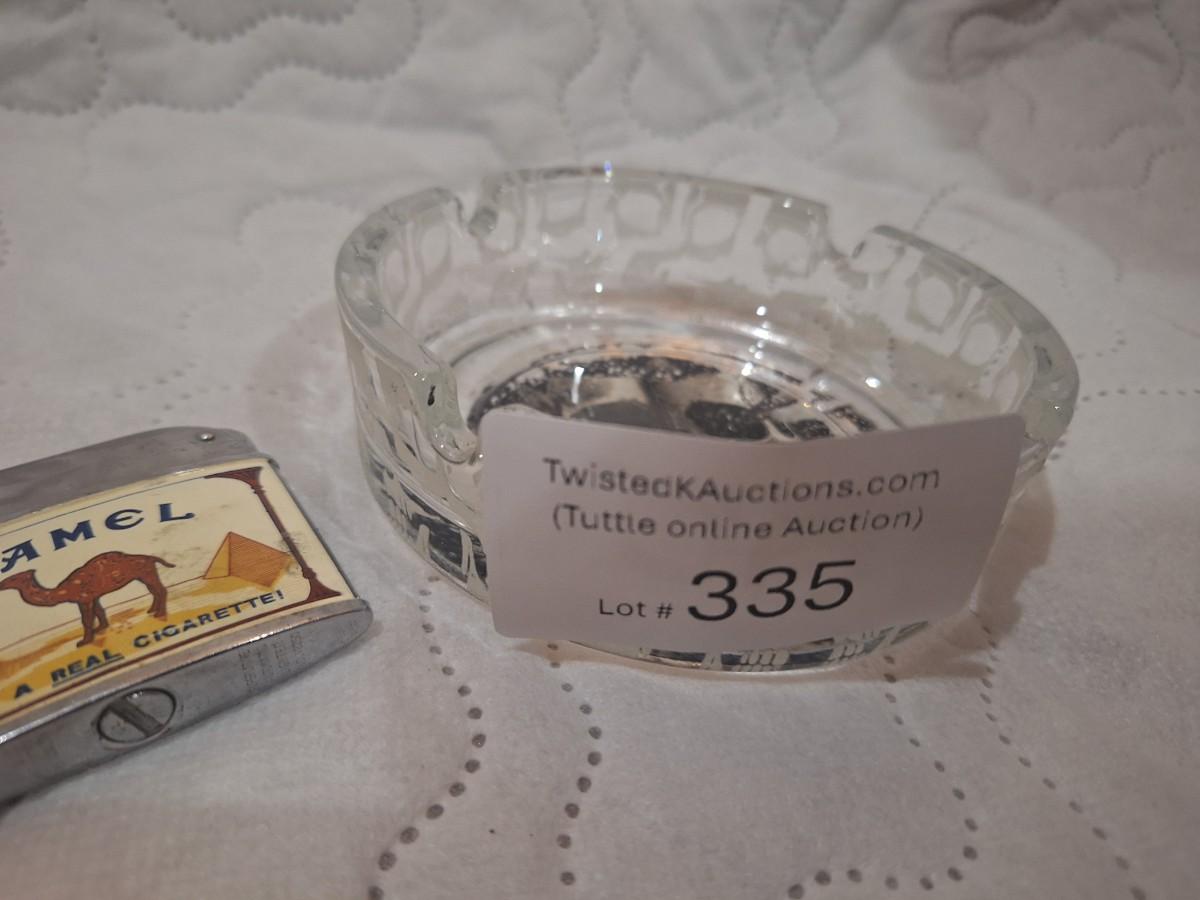 AMEL
A REAL CIGARETTE!
TwistedKAuctions.com
(Tuttle online Auction)
Lot # 335